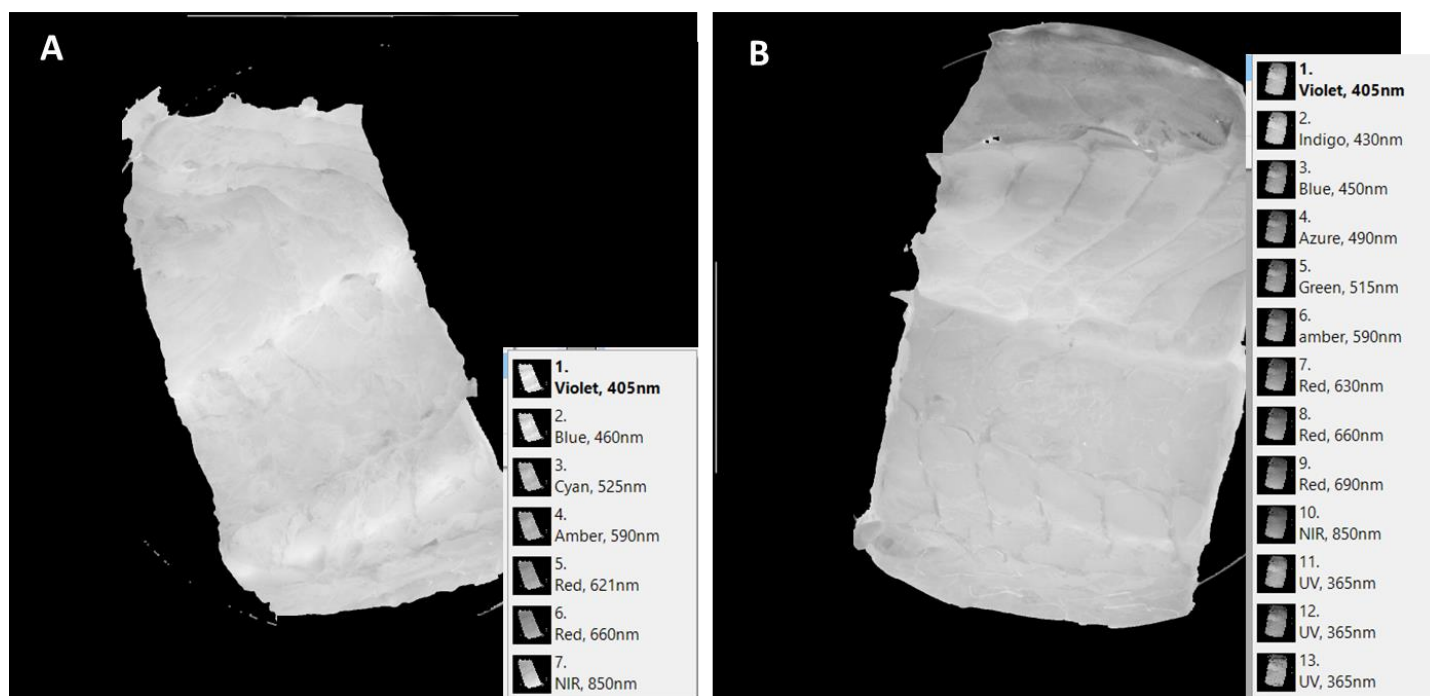 A
1.
Violet, 405nm
2.
Blue, 460nm
3.
Cyan, 525nm
4.
Amber, 590nm
5.
Red, 621nm
6.
Red, 660nm
7.
NIR, 850nm
B
1.
Violet, 405nm
2.
Indigo, 430nm
3.
Blue, 450nm
4.
Azure, 490nm
5.
Green, 515nm
6.
amber, 590nm
7.
Red, 630nm
8.
Red, 660nm
9.
Red, 690nm
10.
NIR, 850nm
11.
UV, 365nm
12.
UV, 365nm
13.
UV, 365nm